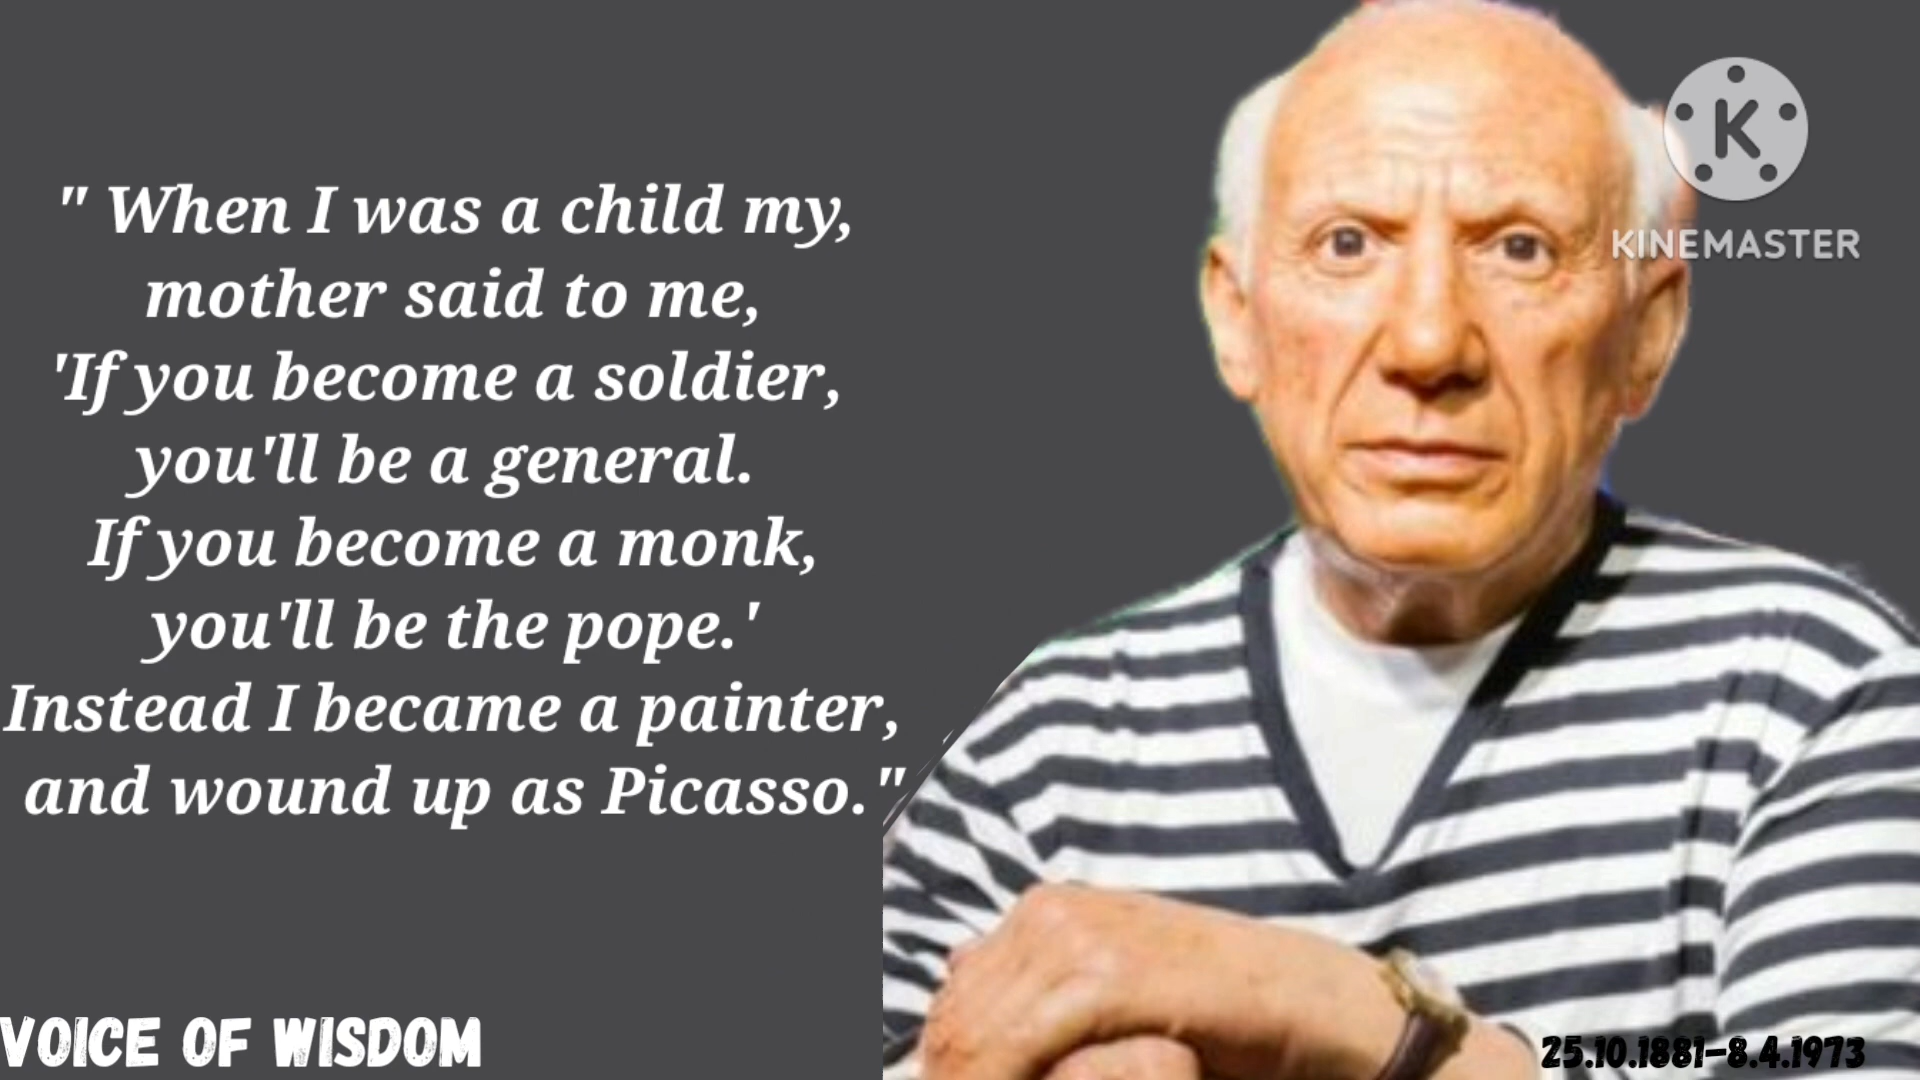 " When I was a child my,
mother said to me,
'If you become a soldier,
you'll be a general.
If you become a monk,
you'll be the pope.'
Instead I became a painter,
and wound up as Picasso."
K
KINEMASTER
VOICE OF WISDOM
25.10.1881-8.4.1973